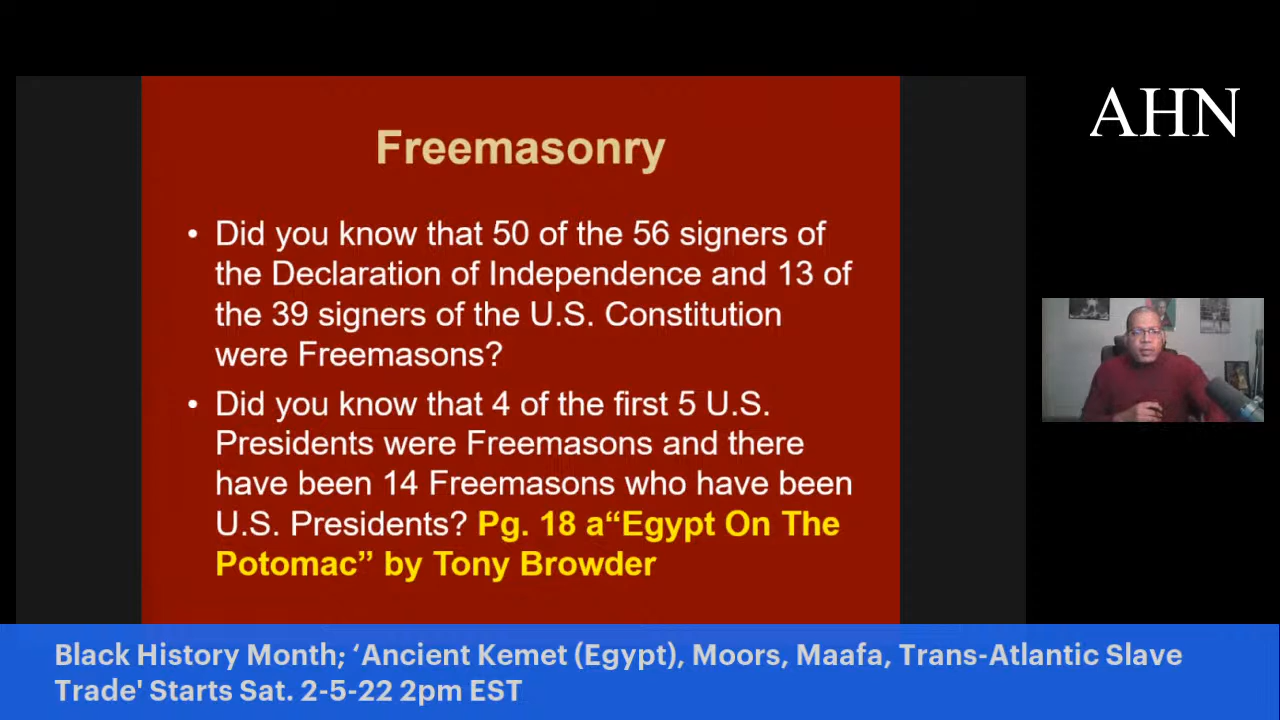 AHN
Freemasonry
• Did you know that 50 of the 56 signers of
the Declaration of Independence and 13 of
the 39 signers of the U.S. Constitution
were Freemasons?
• Did you know that 4 of the first 5 U.S.
Presidents were Freemasons and there
have been 14 Freemasons who have been
U.S. Presidents? Pg. 18 a“Egypt On The
Potomac” by Tony Browder
Black History Month; ‘Ancient Kemet (Egypt), Moors, Maafa, Trans-Atlantic Slave
Trade' Starts Sat. 2-5-22 2pm EST